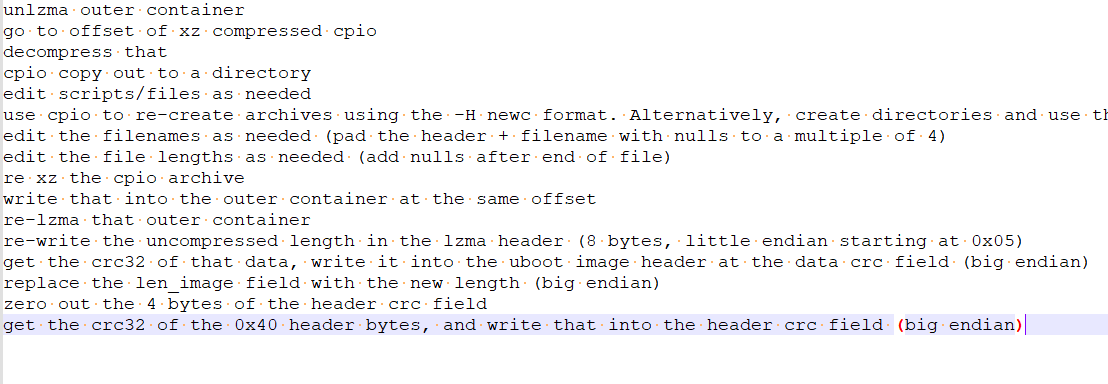 unlzma outer container
go to offset of xz compressed cpio
decompress that
cpio copy out to a directory
edit scripts/files as needed
use cpio to re-create archives using the -H newc format. Alternatively, create directories and use
edit the filenames as needed (pad the header + filename with nulls to a multiple of 4)
edit the file lengths as needed (add nulls after end of file)
re xz the cpio archive
write that into the outer container at the same offset
re-lzma that outer container
re-write the uncompressed length in the lzma header (8 bytes, little endian starting at 0x05)
get the crc32 of that data, write it into the uboot image header at the data crc field (big endian)
replace the len_image field with the new length (big endian)
zero out the 4 bytes of the header crc field
get the crc32 of the 0x40 header bytes, and write that into the header crc field (big endian)